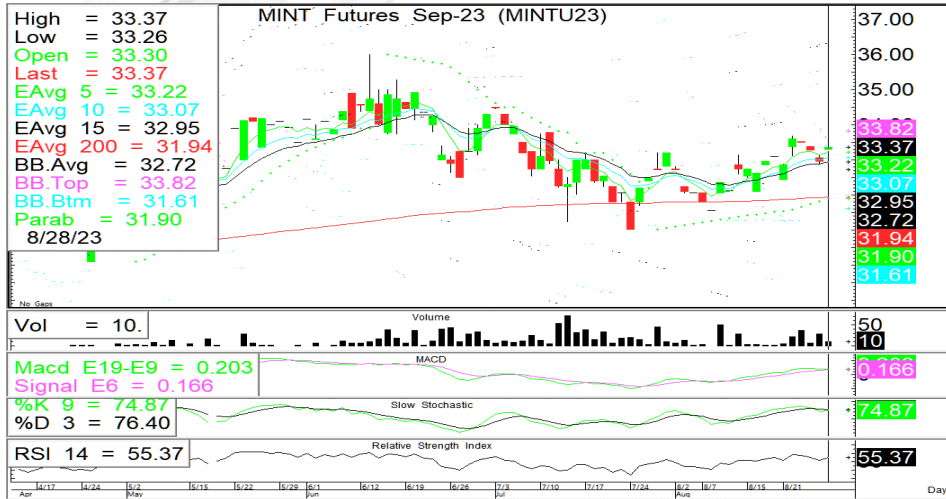 MINT Futures Sep-23 (MINTU23)
High = 33.37
Low = 33.26
Open = 33.30
Last = 33.37
EAvg 5 = 33.22
EAvg 10 = 33.07
EAvg 15 = 32.95
EAvg 200 = 31.94
BB.Avg = 32.72
BB.Top = 33.82
BB.Btm = 31.61
Parab = 31.90
8/28/23
37.00
36.00
35.00
33.82
33.37
33.22
33.07
32.95
32.72
31.94
31.90
31.61
No Gaps
Volume
Vol = 10.
50
10
MACD
Macd E19-E9 = 0.203
Signal E6 = 0.166
0.166
Slow Stochastic
%K 9 = 74.87
%D 3 = 76.40
74.87
Relative Strength Index
RSI 14 = 55.37
55.37
4/17 4/24 5/2 5/15 5/22 5/29 6/1 6/12 6/19 6/26 7/3 7/10 7/17 7/24 8/2 8/7 8/15 8/21
Apr May Jun Jul Aug
Day